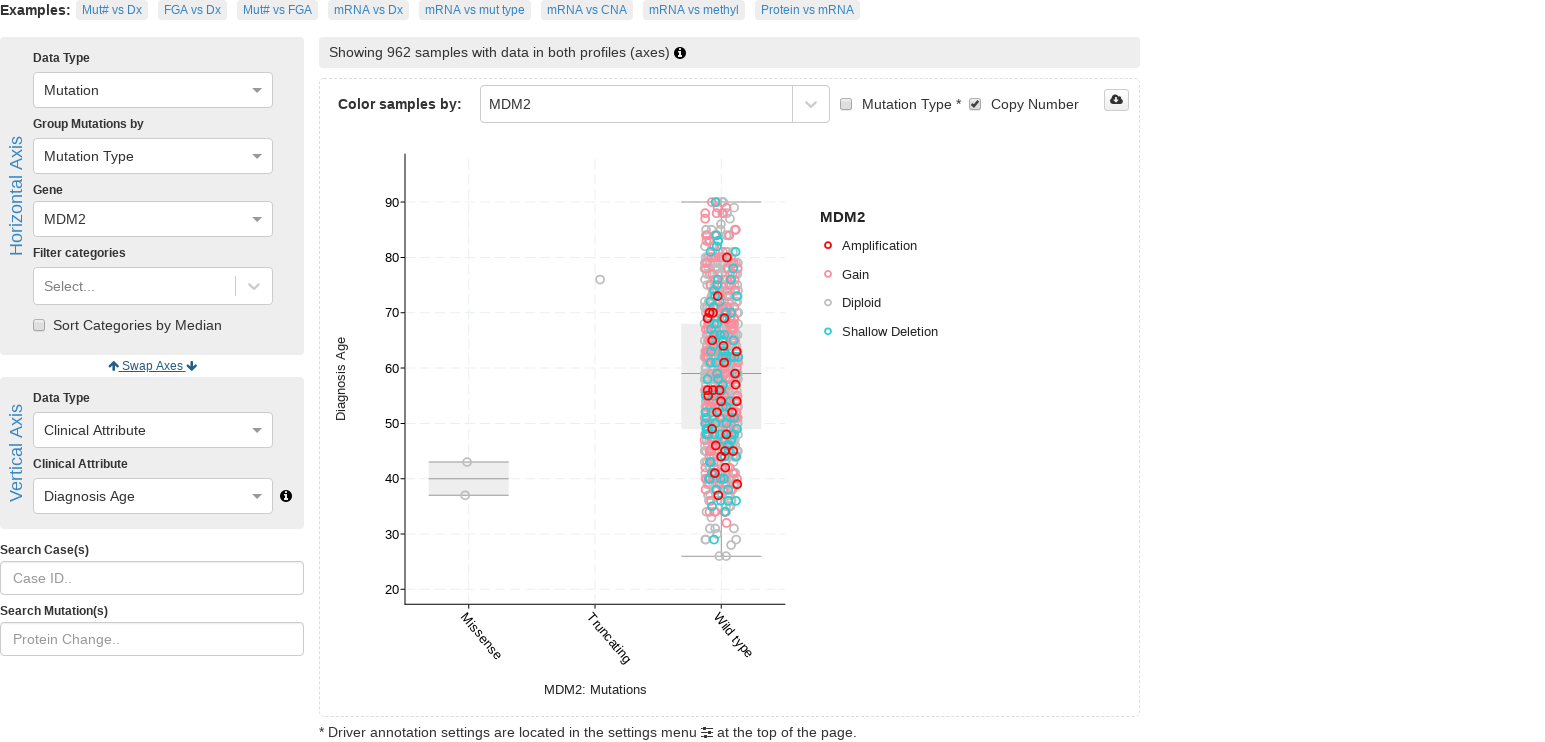 Examples: Mut# vs Dx FGA vs Dx Mut# vs FGA mRNA vs Dx mRNA vs mut type mRNA vs CNA mRNA vs methyl Protein vs mRNA
Horizontal Axis
Data Type
Mutation
Group Mutations by
Mutation Type
Gene
MDM2
Filter categories
Select...
Sort Categories by Median
Swap Axes
Vertical Axis
Data Type
Clinical Attribute
Clinical Attribute
Diagnosis Age
Search Case(s)
Case ID..
Search Mutation(s)
Protein Change..
Showing 962 samples with data in both profiles (axes)
Color samples by: MDM2 Mutation Type * Copy Number
Diagnosis Age
90
80
70
60
50
40
30
20
Missense
Truncating
Wild type
MDM2: Mutations
MDM2
Amplification
Gain
Diploid
Shallow Deletion
* Driver annotation settings are located in the settings menu at the top of the page.